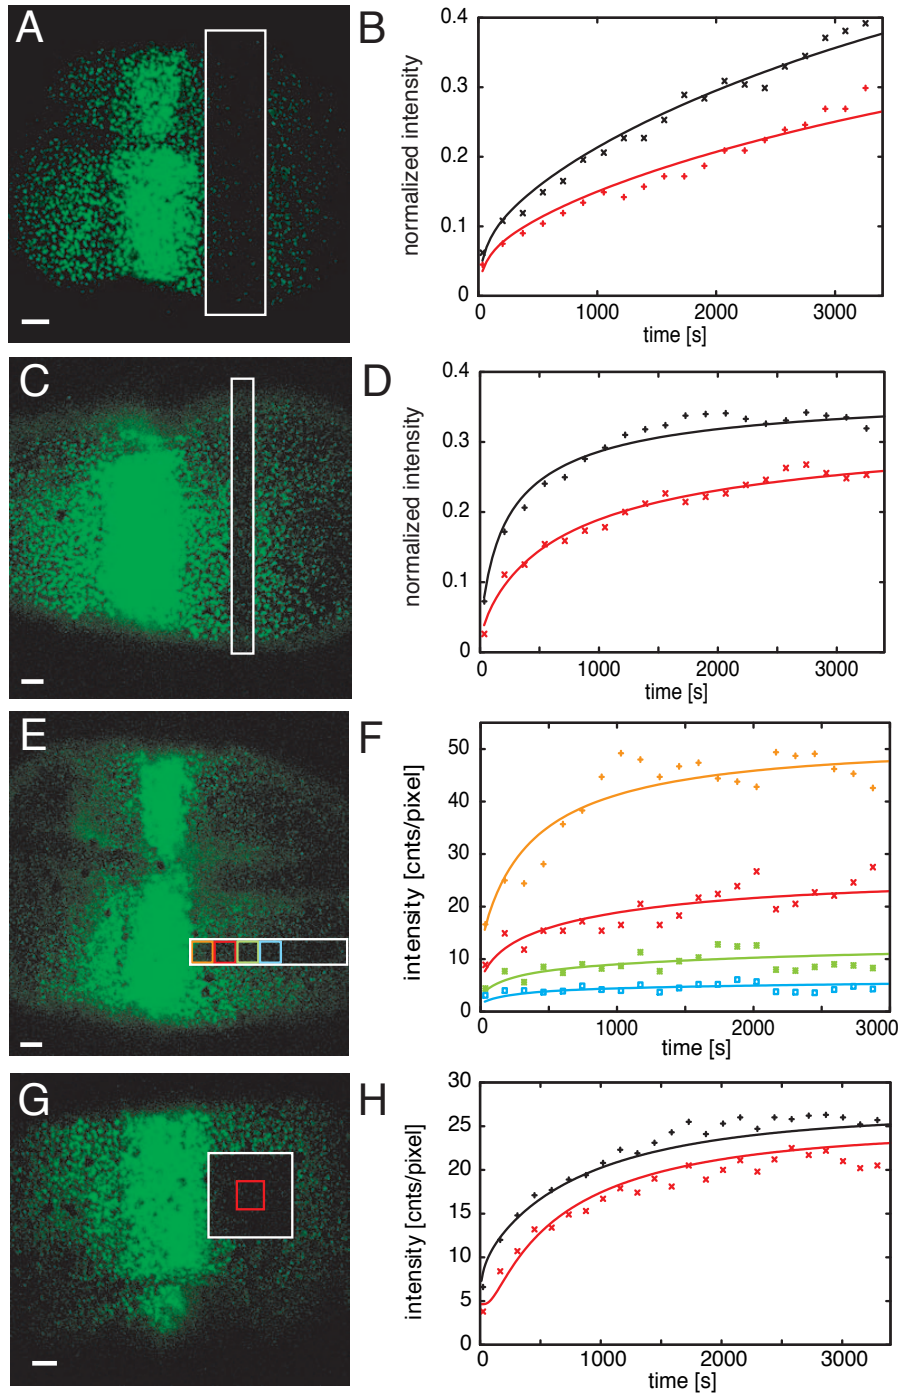 A
B
normalized intensity
0.4
0.3
0.2
0.1
0
0 1000 2000 3000
time [s]
C
D
normalized intensity
0.4
0.3
0.2
0.1
0
0 1000 2000 3000
time [s]
E
F
intensity [cnts/pixel]
50
40
30
20
10
0
0 1000 2000 3000
time [s]
G
H
intensity [cnts/pixel]
30
25
20
15
10
5
0
0 1000 2000 3000
time [s]